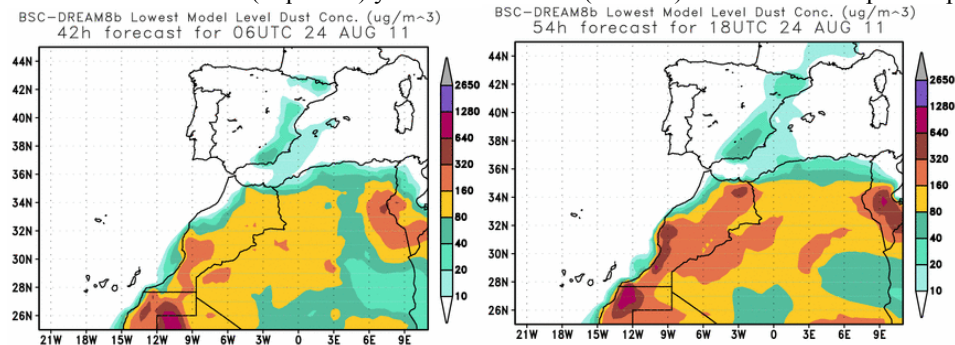 BSC-DREAM8b Lowest Model Level Dust Conc. (ug/m^3)
42h forecast for 06UTC 24 AUG 11
44N
42N
40N
38N
36N
34N
32N
30N
28N
26N
21W 18W 15W 12W 9W 6W 3W 0 3E 6E 9E
2650
1280
640
320
160
80
40
20
10
BSC-DREAM8b Lowest Model Level Dust Conc. (ug/m^3)
54h forecast for 18UTC 24 AUG 11
44N
42N
40N
38N
36N
34N
32N
30N
28N
26N
21W 18W 15W 12W 9W 6W 3W 0 3E 6E 9E
2650
1280
640
320
160
80
40
20
10